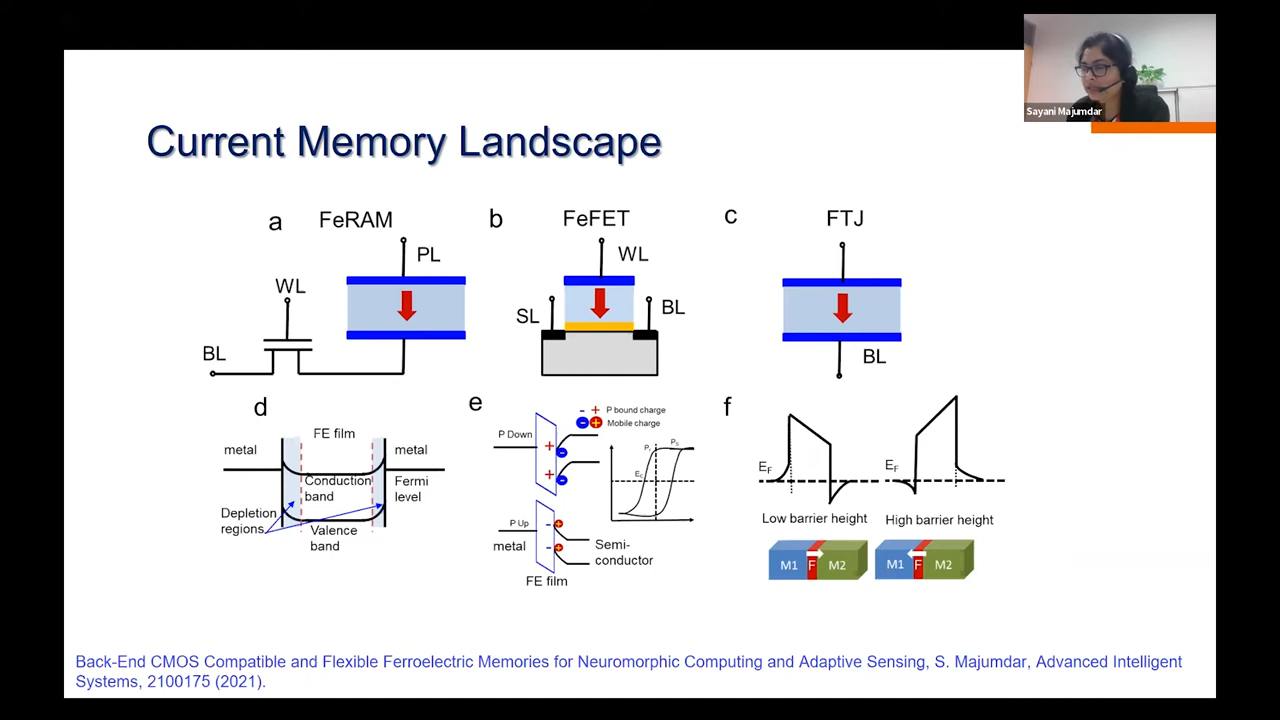 Sayani Majumdar
Current Memory Landscape
a
FeRAM
PL
WL
BL
b
FeFET
WL
SL
BL
c
FTJ
BL
d
FE film
metal
metal
Conduction
band
Fermi
level
Depletion
regions
Valence
band
e
- + P bound charge
- + Mobile charge
P Down
+
-
+
-
Pr
PS
EC
P Up
- +
- +
metal
Semi-
conductor
FE film
f
EF
EF
Low barrier height
High barrier height
M1 F M2
M1 F M2
Back-End CMOS Compatible and Flexible Ferroelectric Memories for Neuromorphic Computing and Adaptive Sensing, S. Majumdar, Advanced Intelligent
Systems, 2100175 (2021).